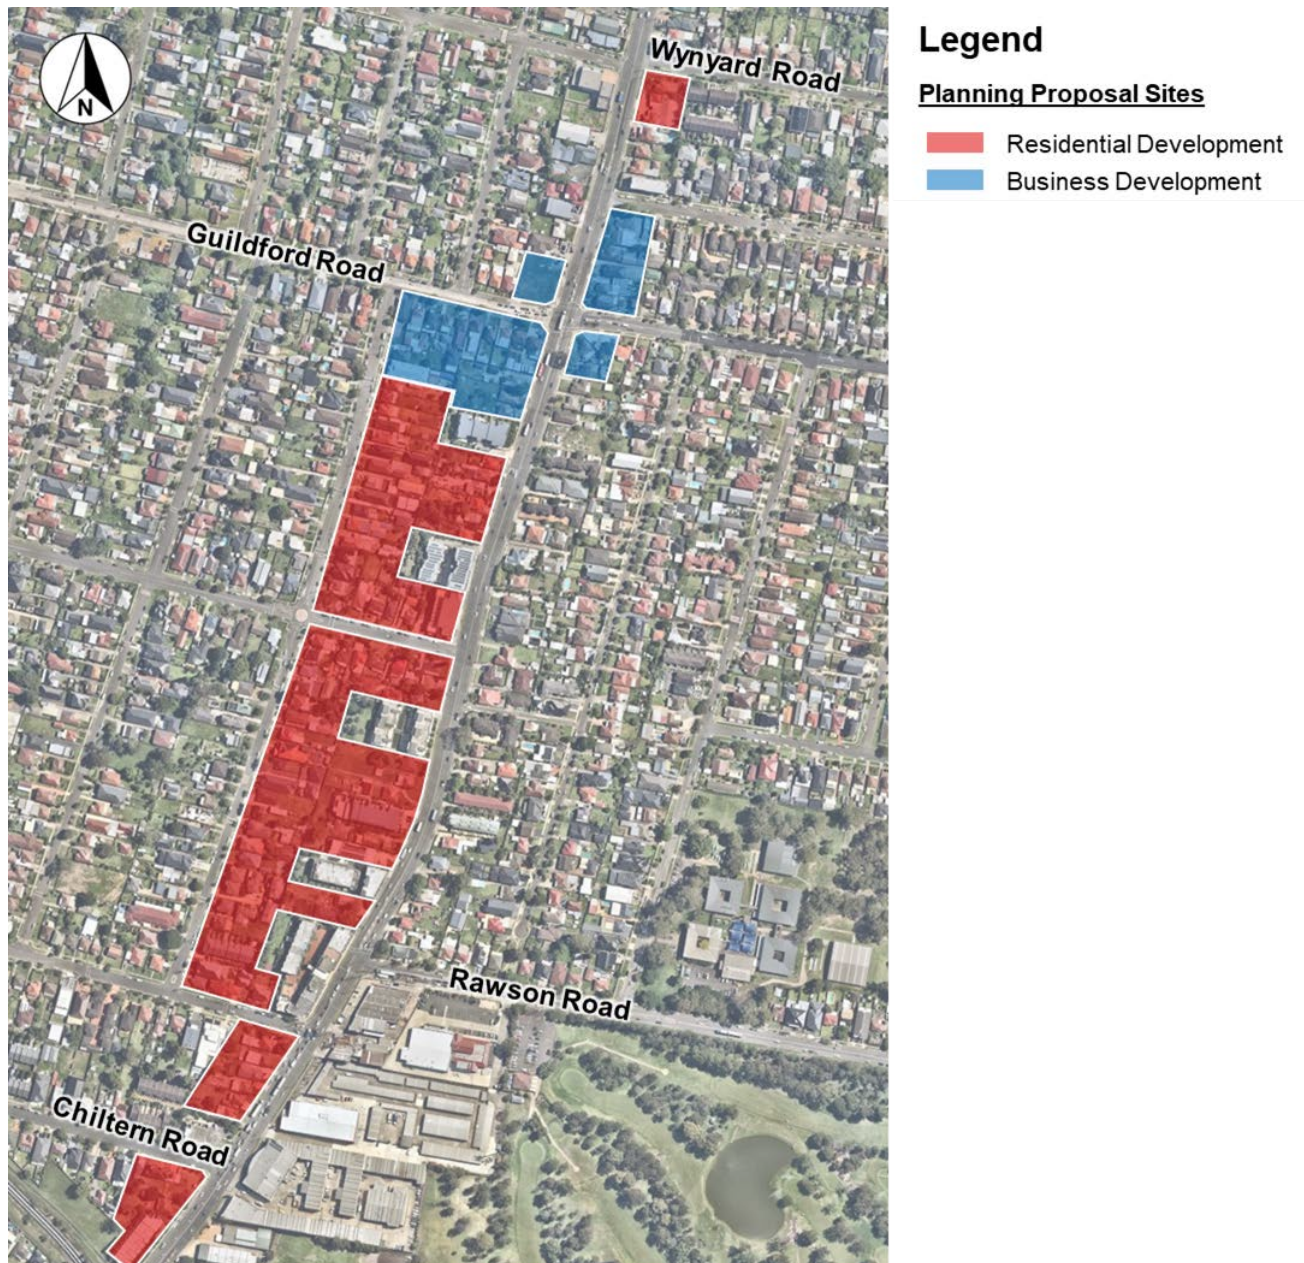 Legend
Planning Proposal Sites
Residential Development
Business Development
N
Wynyard Road
Guildford Road
Rawson Road
Chiltern Road